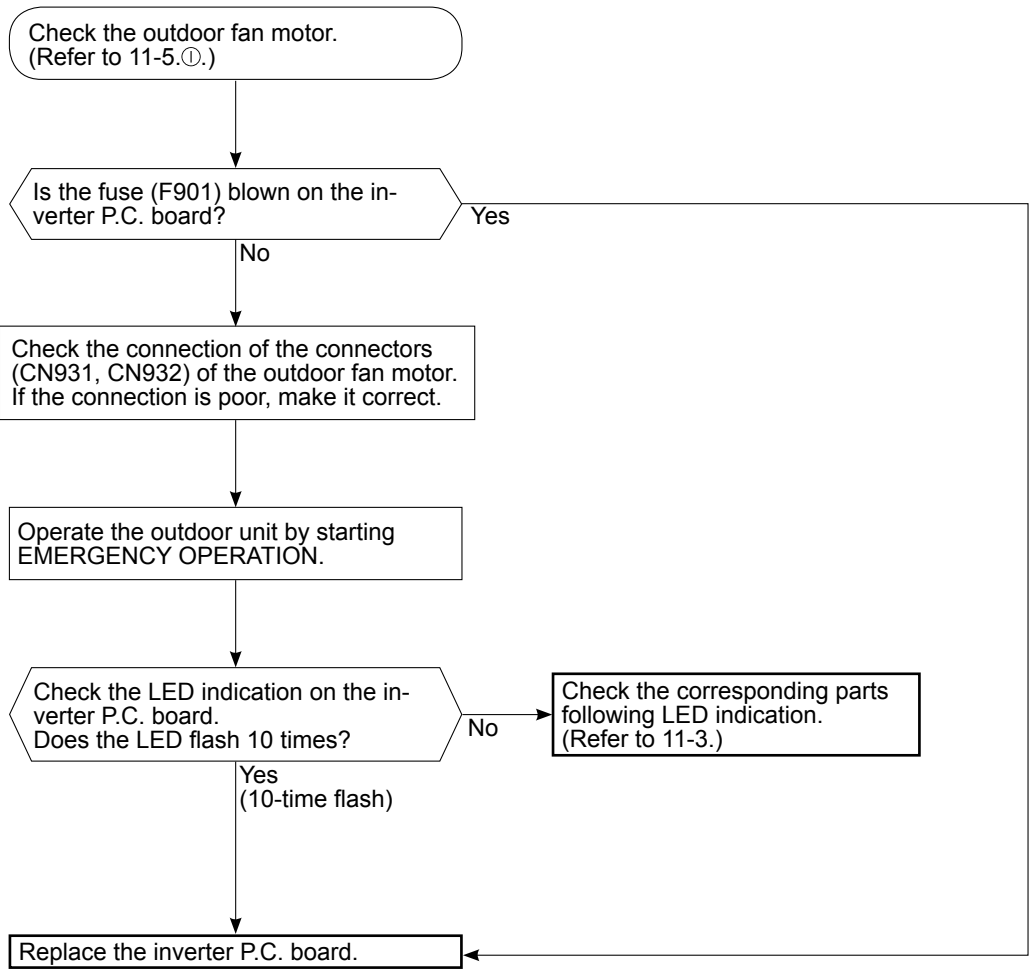 Check the outdoor fan motor.
(Refer to 11-5.Ⓘ.)
Is the fuse (F901) blown on the in-
verter P.C. board?
Yes
No
Check the connection of the connectors
(CN931, CN932) of the outdoor fan motor.
If the connection is poor, make it correct.
Operate the outdoor unit by starting
EMERGENCY OPERATION.
Check the LED indication on the in-
verter P.C. board.
Does the LED flash 10 times?
No
Check the corresponding parts
following LED indication.
(Refer to 11-3.)
Yes
(10-time flash)
Replace the inverter P.C. board.